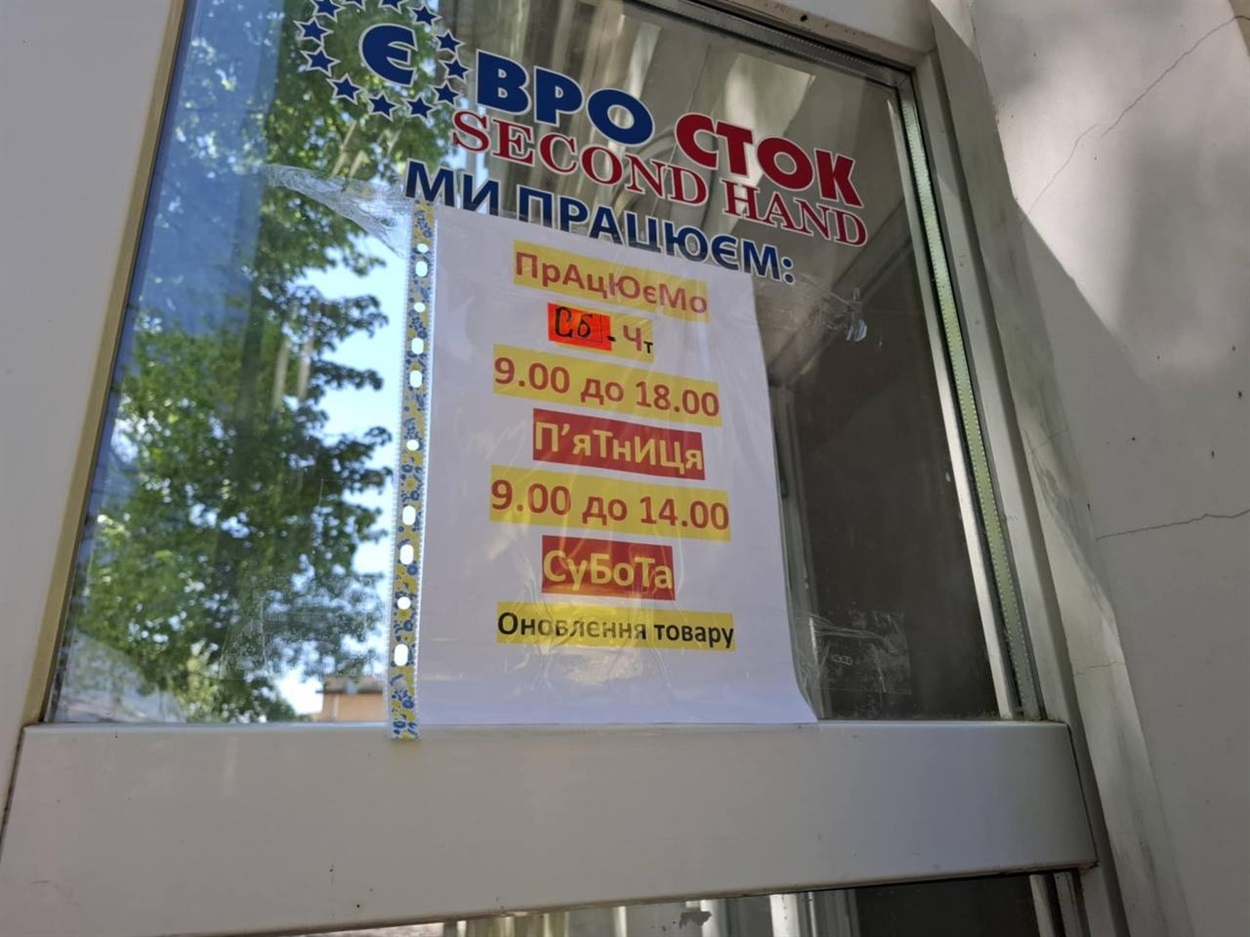 ЄВРО СТОК
SECOND HAND
МИ ПРАЦЮЄМ:
ПрАцЮєМо
Сб - Чт
9.00 до 18.00
П’яТнИЦя
9.00 до 14.00
СуБоТа
Оновлєння товару